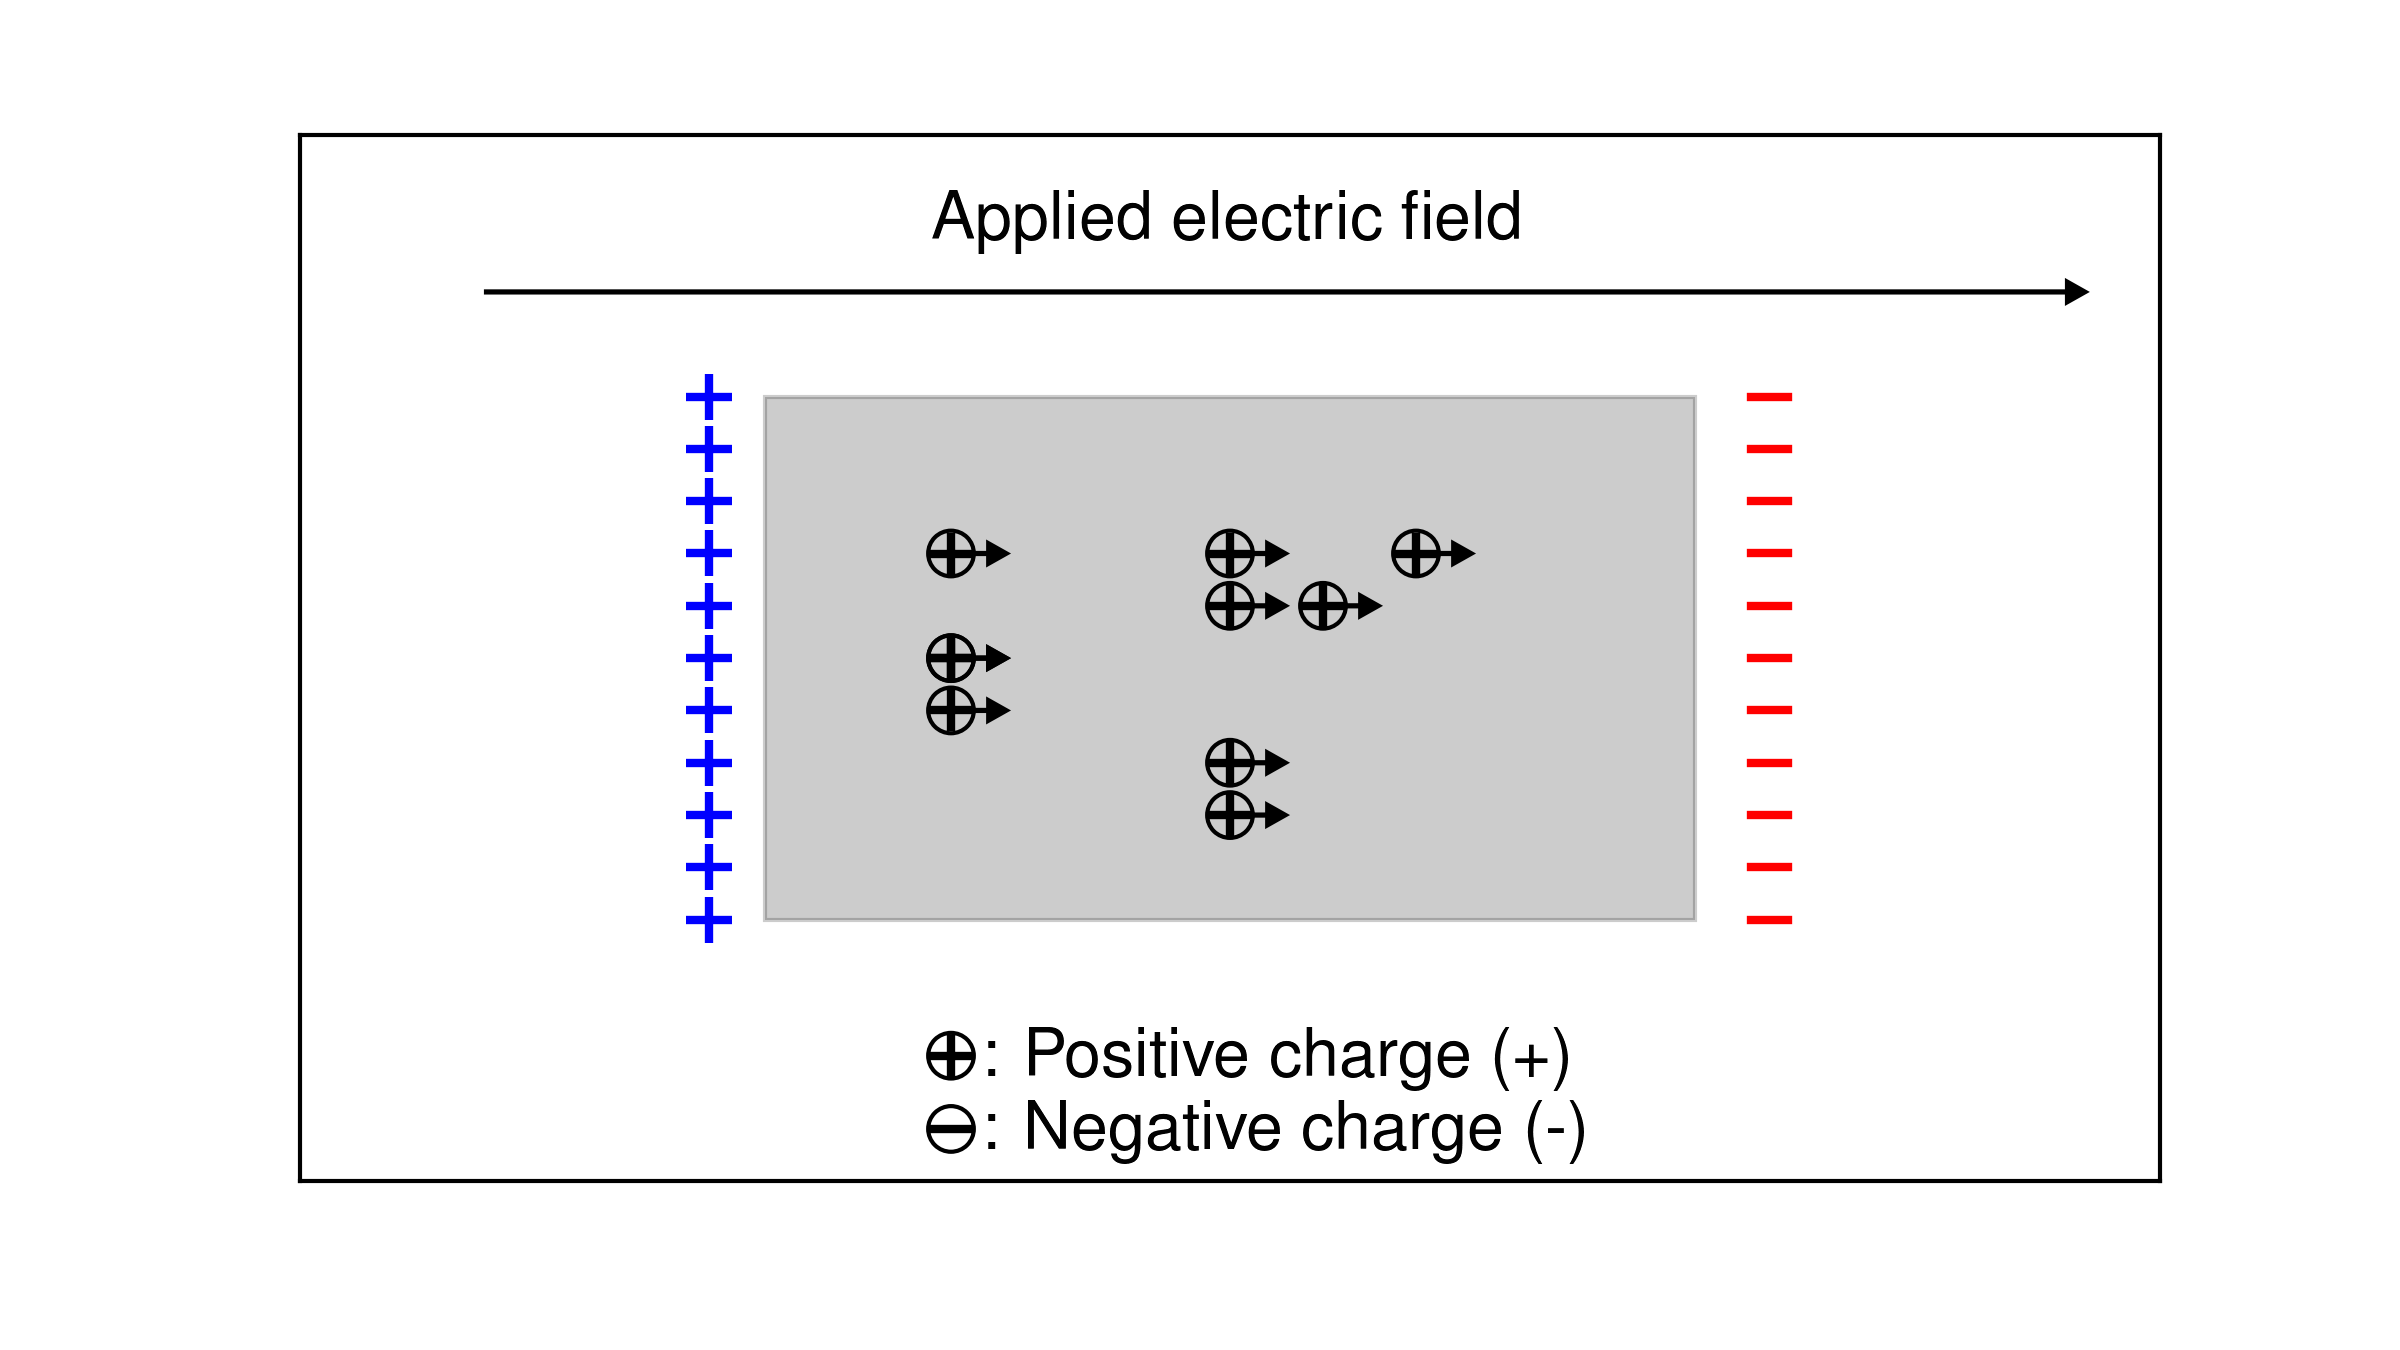 Applied electric field
⊕: Positive charge (+)
⊖: Negative charge (-)